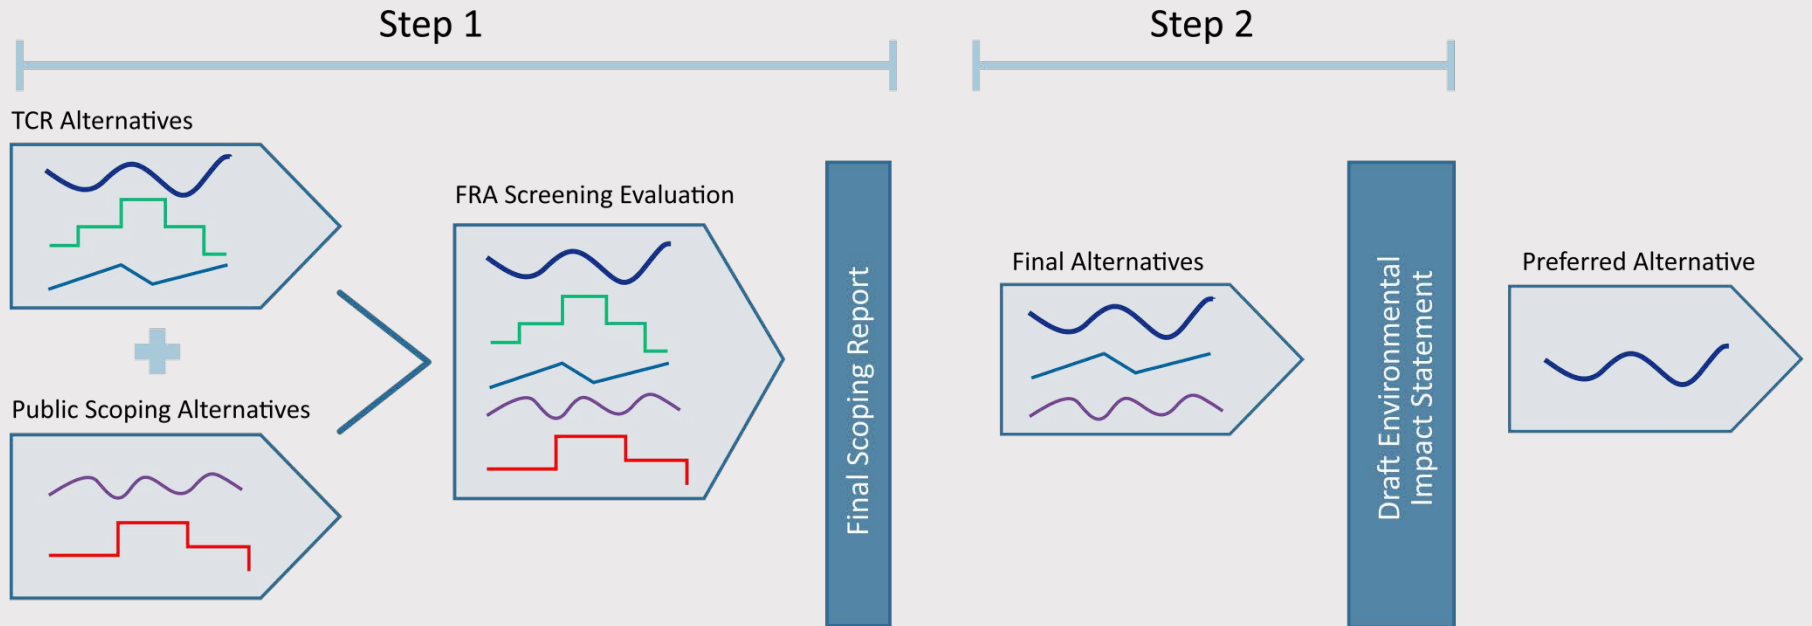 Step 1
Step 2
TCR Alternatives
Public Scoping Alternatives
FRA Screening Evaluation
Final Scoping Report
Final Alternatives
Draft Environmental
Impact Statement
Preferred Alternative